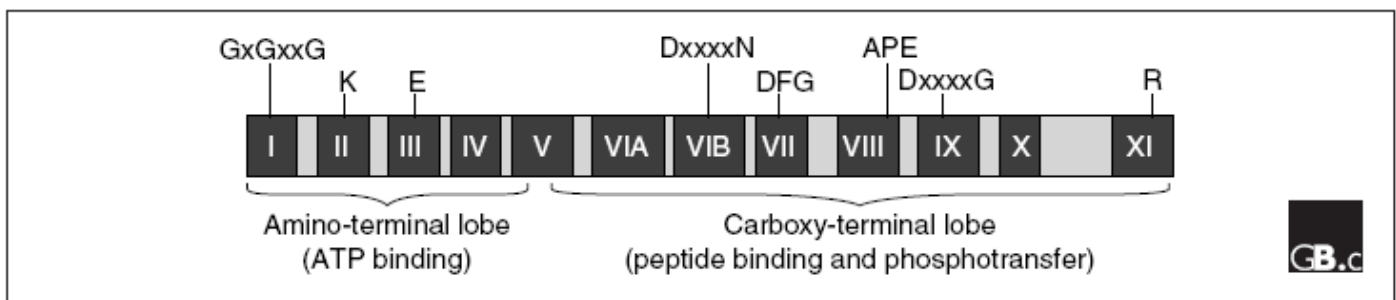 GxGxxG K E DxxxxN DFG APE DxxxxG R
I II III IV V VIA VIB VII VIII IX X XI
Amino-terminal lobe
(ATP binding)
Carboxy-terminal lobe
(peptide binding and phosphotransfer)
GB.c